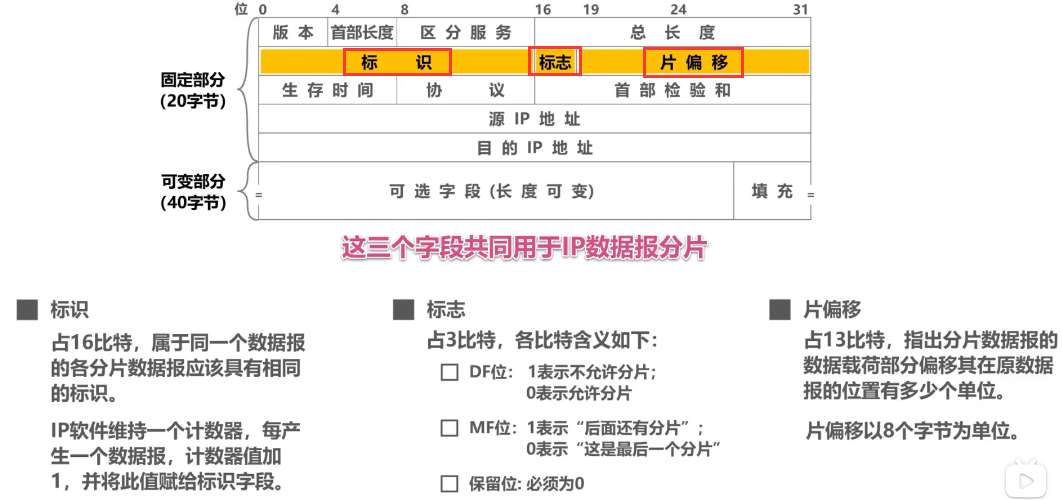 位 0 4 8 16 19 24 31
版 本 首部长度 区 分 服 务 总 长 度
标 识 标志 片 偏 移
固定部分
(20字节)
生 存 时 间 协 议 首 部 检 验 和
源 IP 地 址
目 的 IP 地 址
可变部分
(40字节)
= 可 选 字 段 (长 度 可 变) 填 充 =
这三个字段共同用于IP数据报分片
标识
占16比特，属于同一个数据报
的各分片数据报应该具有相同
的标识。
IP软件维持一个计数器，每产
生一个数据报，计数器值加
1，并将此值赋给标识字段。
标志
占3比特，各比特含义如下：
DF位： 1表示不允许分片；
0表示允许分片
MF位：1表示“后面还有分片”；
0表示“这是最后一个分片”
保留位: 必须为0
片偏移
占13比特，指出分片数据报的
数据载荷部分偏移其在原数据
报的位置有多少个单位。
片偏移以8个字节为单位。